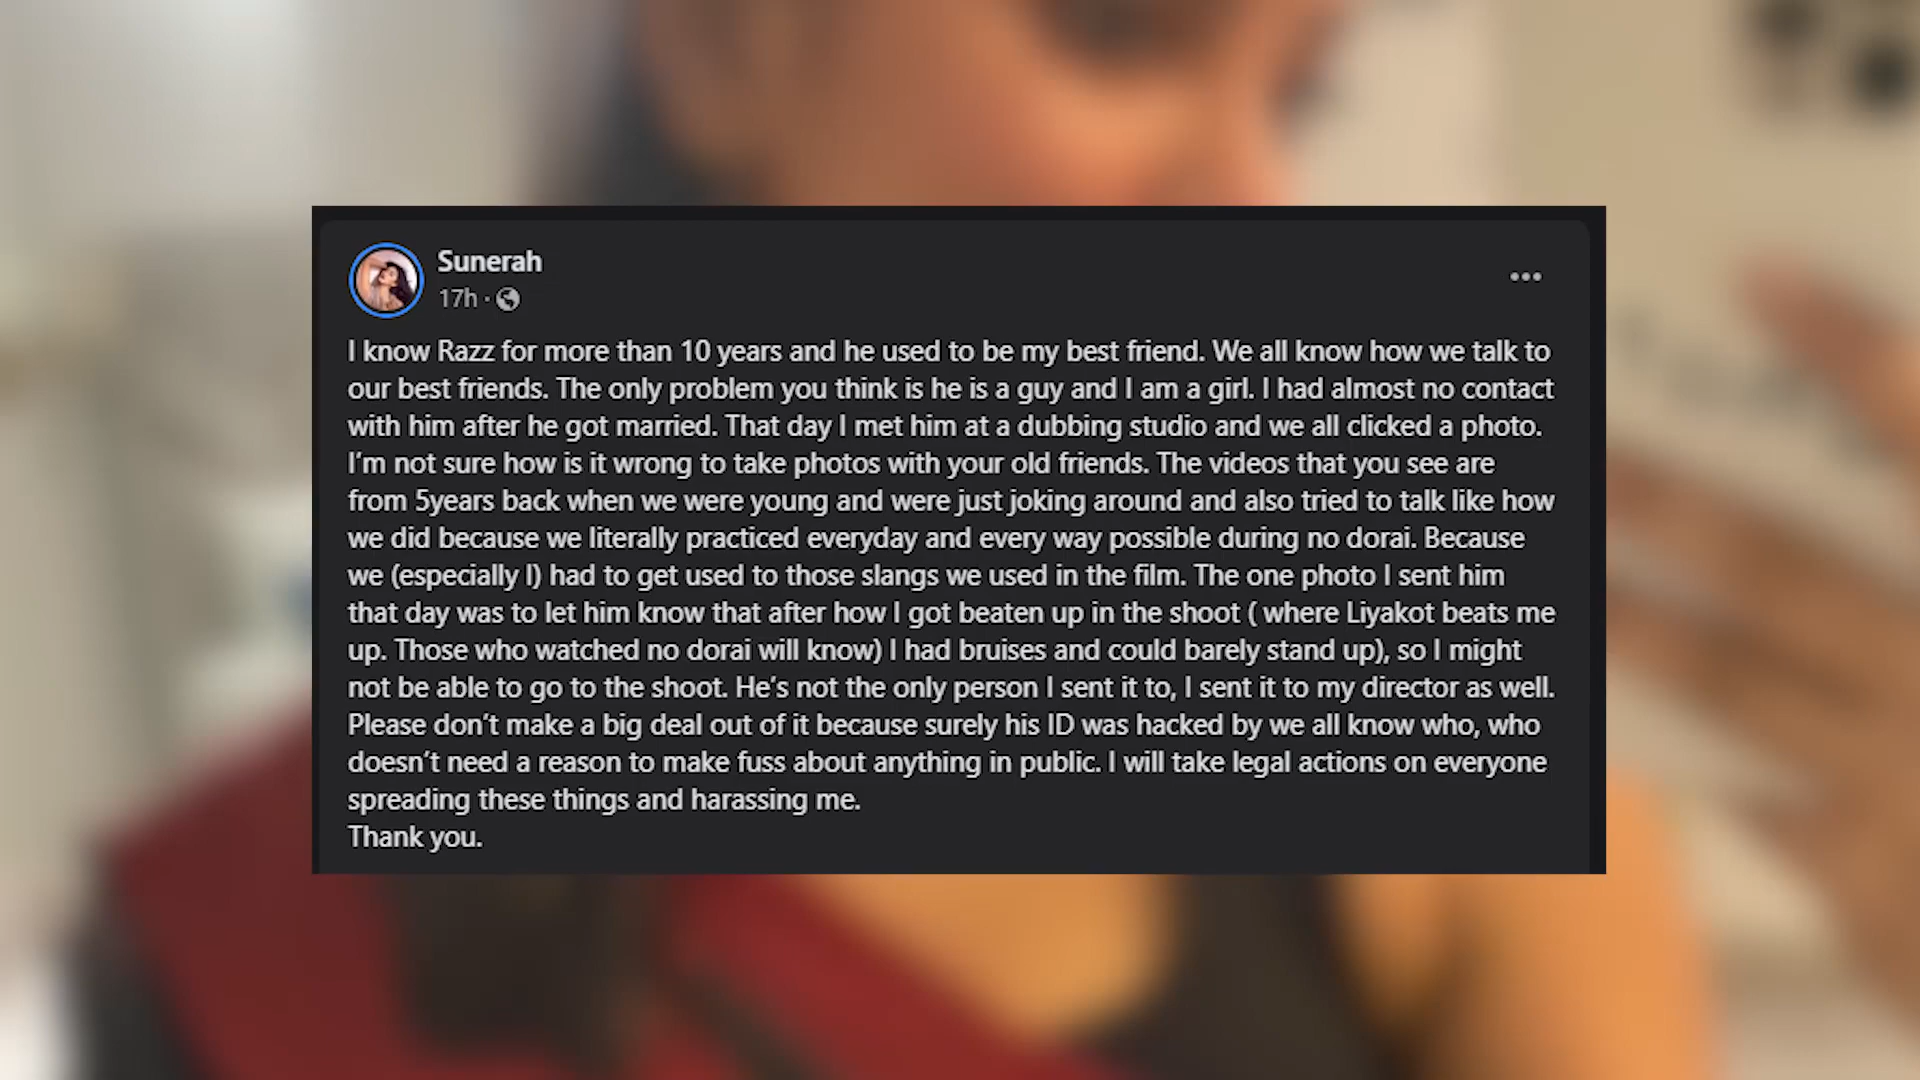 Sunerah
17h ·
I know Razz for more than 10 years and he used to be my best friend. We all know how we talk to
our best friends. The only problem you think is he is a guy and I am a girl. I had almost no contact
with him after he got married. That day I met him at a dubbing studio and we all clicked a photo.
I’m not sure how is it wrong to take photos with your old friends. The videos that you see are
from 5years back when we were young and were just joking around and also tried to talk like how
we did because we literally practiced everyday and every way possible during no dorai. Because
we (especially I) had to get used to those slangs we used in the film. The one photo I sent him
that day was to let him know that after how I got beaten up in the shoot ( where Liyakot beats me
up. Those who watched no dorai will know) I had bruises and could barely stand up), so I might
not be able to go to the shoot. He’s not the only person I sent it to, I sent it to my director as well.
Please don’t make a big deal out of it because surely his ID was hacked by we all know who, who
doesn’t need a reason to make fuss about anything in public. I will take legal actions on everyone
spreading these things and harassing me.
Thank you.